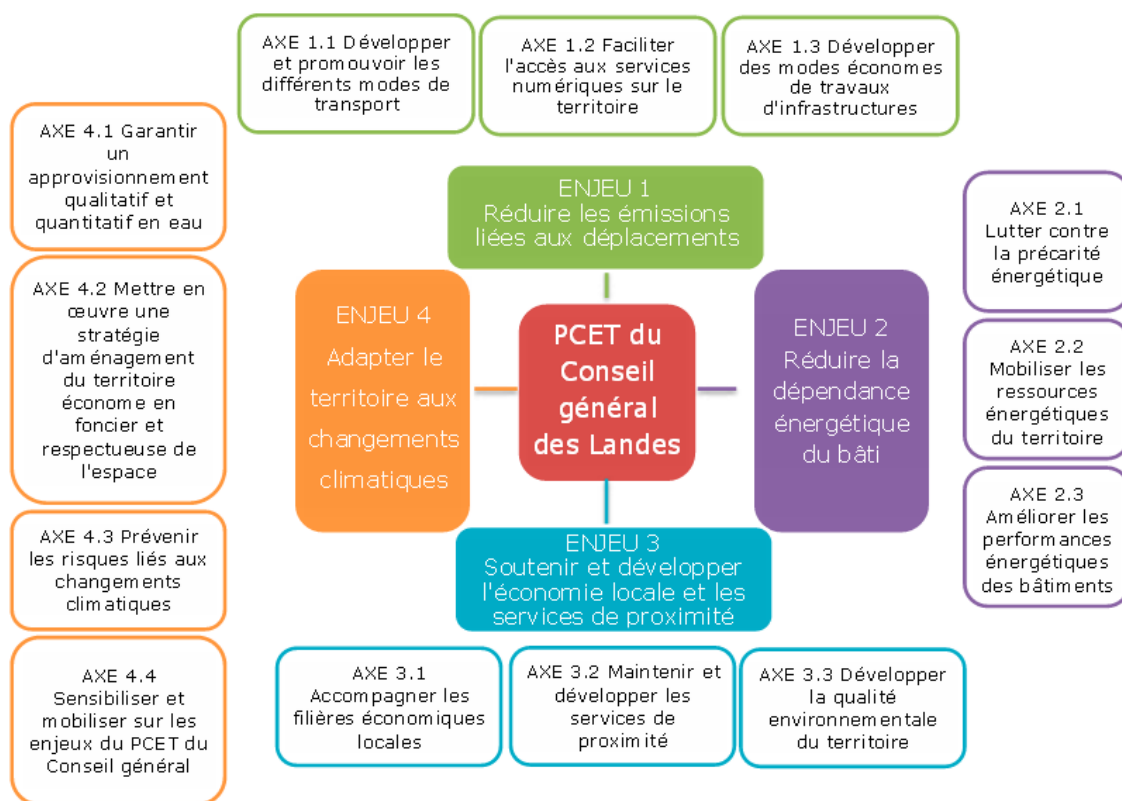 AXE 1.1 Développer
et promouvoir les
différents modes de
transport
AXE 1.2 Faciliter
l'accès aux services
numériques sur le
territoire
AXE 1.3 Développer
des modes économes
de travaux
d'infrastructures
AXE 4.1 Garantir
un
approvisionnement
qualitatif et
quantitatif en eau
AXE 4.2 Mettre en
œuvre une
stratégie
d'aménagement
du territoire
économe en
foncier et
respectueuse de
l'espace
AXE 4.3 Prévenir
les risques liés aux
changements
climatiques
AXE 4.4
Sensibiliser et
mobiliser sur les
enjeux du PCET du
Conseil général
ENJEU 1
Réduire les émissions
liées aux déplacements
ENJEU 4
Adapter le
territoire aux
changements
climatiques
PCET du
Conseil
général
des Landes
ENJEU 2
Réduire la
dépendance
énergétique
du bâti
ENJEU 3
Soutenir et développer
l'économie locale et les
services de proximité
AXE 2.1
Lutter contre
la précarité
énergétique
AXE 2.2
Mobiliser les
ressources
énergétiques
du territoire
AXE 2.3
Améliorer les
performances
énergétiques
des bâtiments
AXE 3.1
Accompagner les
filières économiques
locales
AXE 3.2 Maintenir et
développer les
services de
proximité
AXE 3.3 Développer
la qualité
environnementale
du territoire